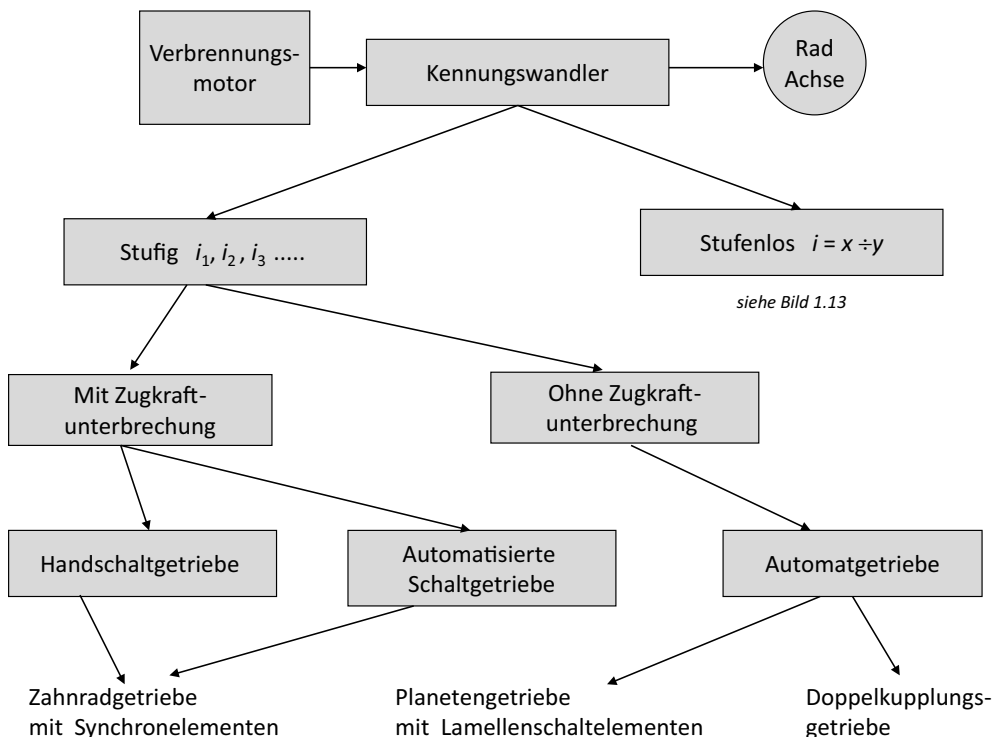 Verbrennungs-
motor
Kennungswandler
Rad
Achse
Stufig i₁, i₂ , i₃ .....
Stufenlos i = x ÷y
siehe Bild 1.13
Mit Zugkraft-
unterbrechung
Ohne Zugkraft-
unterbrechung
Handschaltgetriebe
Automatisierte
Schaltgetriebe
Automatgetriebe
Zahnradgetriebe
mit Synchronelementen
Planetengetriebe
mit Lamellenschaltelementen
Doppelkupplungs-
getriebe